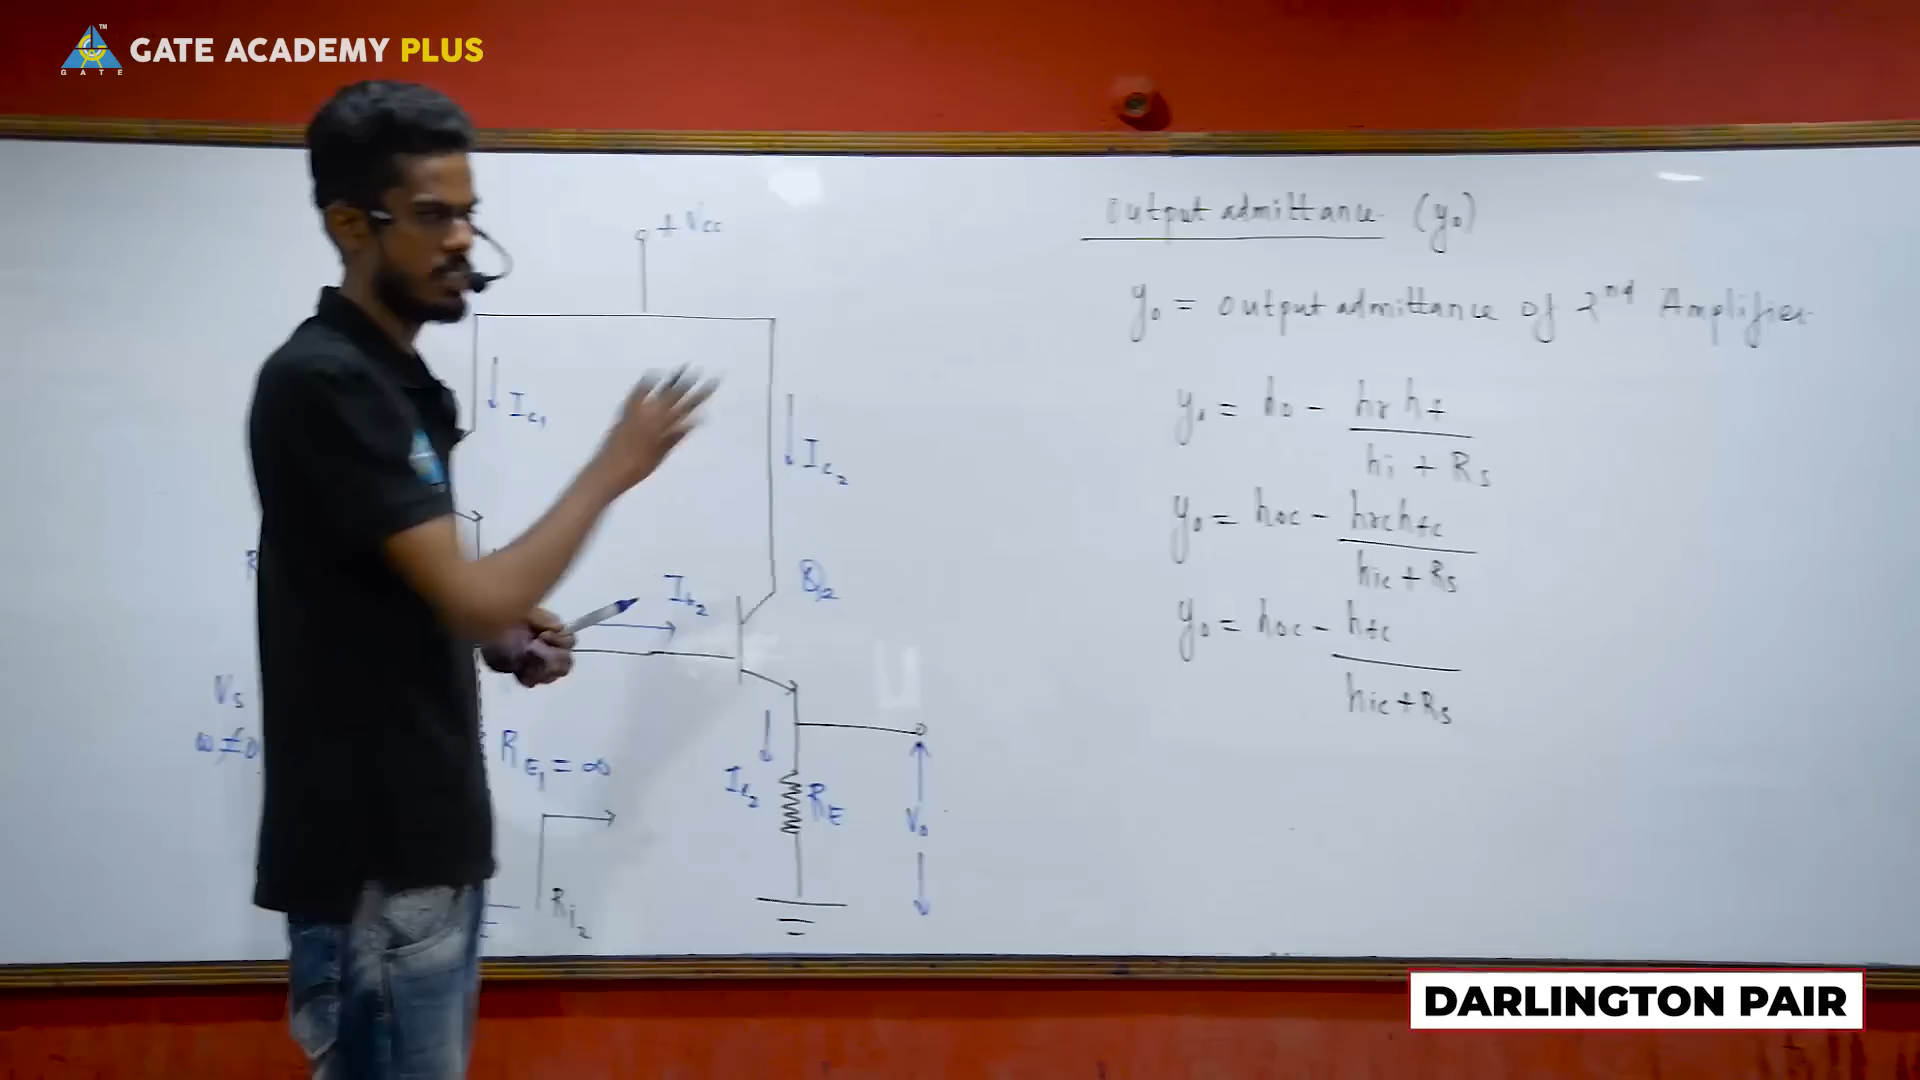 GATE ACADEMY PLUS
GATE
+ Vcc
Ic1
Ic2
Ib2
Q2
Vs
RE1 = ∞
Ri2
Ie2
RE
Vo
Output admittance (yo)
yo = output admittance of 2nd Amplifier
yo = ho - hr hf / hi + Rs
yo = hoc - hrc hfc / hic + Rs
yo = hoc - hfc / hic + Rs
DARLINGTON PAIR